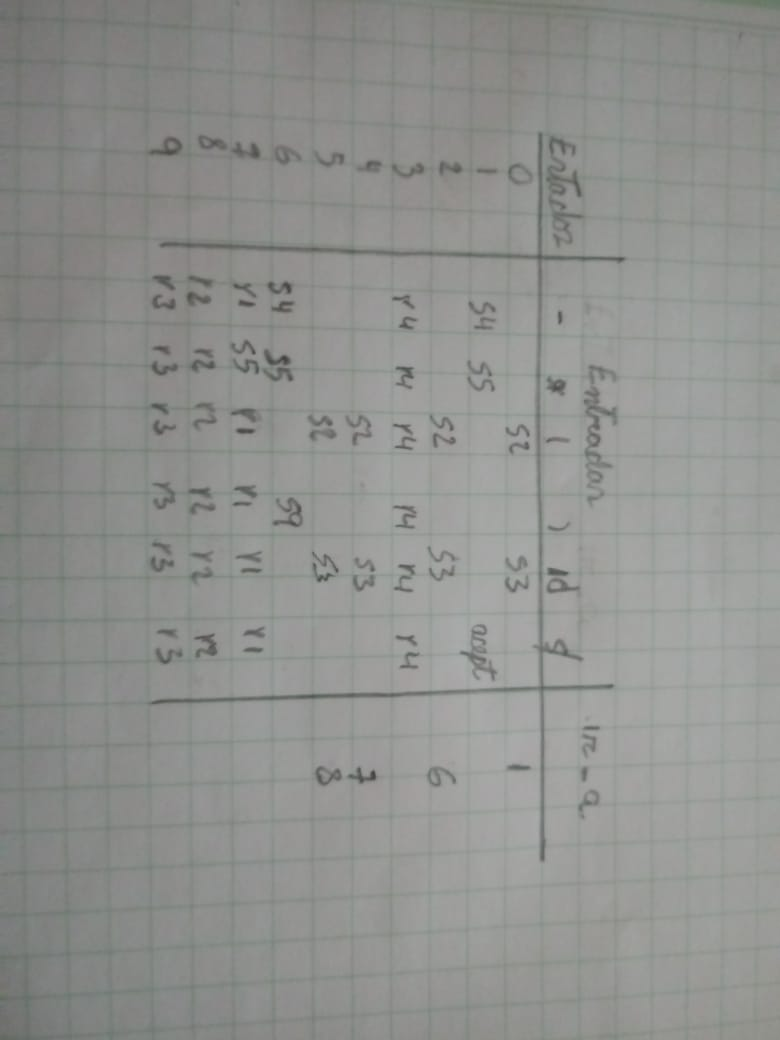 Entradas Ir-a
Estados - * ( ) id $
0 S2 S3 1
1 S4 S5 acept
2 S2 S3 6
3 r4 r4 r4 r4 r4 r4
4 S2 S3 7
5 S2 S3 8
6 S4 S5 S9
7 r1 S5 r1 r1 r1 r1
8 r2 r2 r2 r2 r2 r2
9 r3 r3 r3 r3 r3 r3